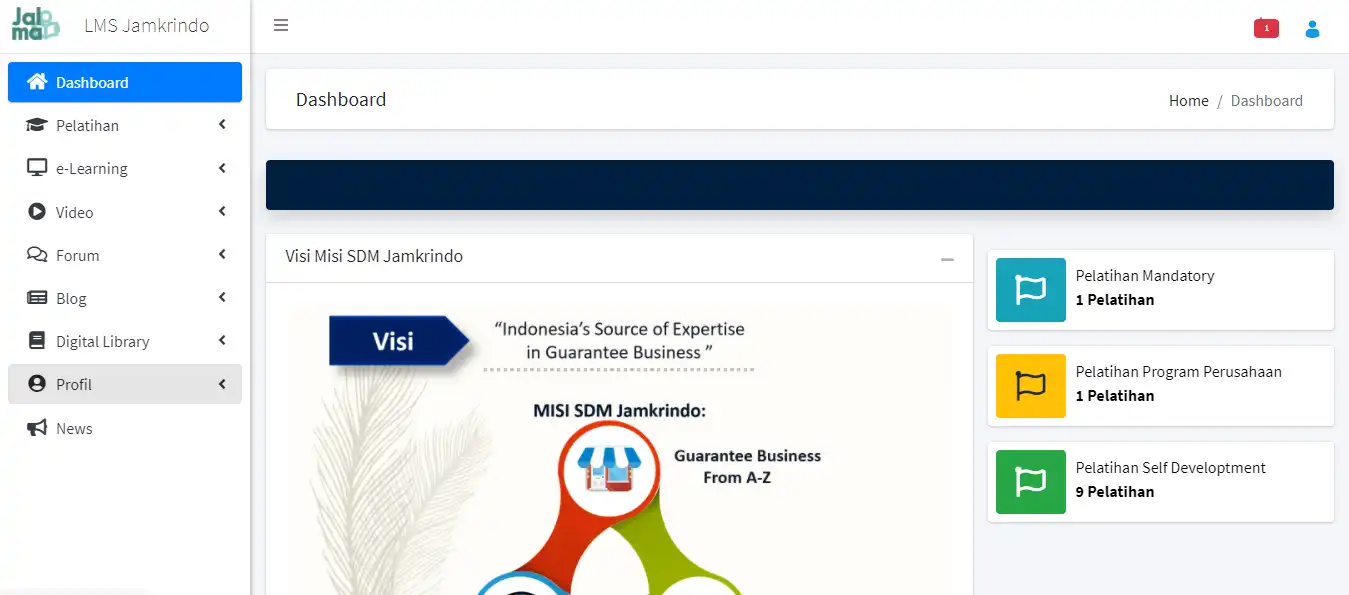 Jalma
LMS Jamkrindo
1
Dashboard
Pelatihan
e-Learning
Video
Forum
Blog
Digital Library
Profil
News
Dashboard
Home / Dashboard
Visi Misi SDM Jamkrindo
Visi
“Indonesia’s Source of Expertise
in Guarantee Business ”
MISI SDM Jamkrindo:
Guarantee Business
From A-Z
Pelatihan Mandatory
1 Pelatihan
Pelatihan Program Perusahaan
1 Pelatihan
Pelatihan Self Developtment
9 Pelatihan